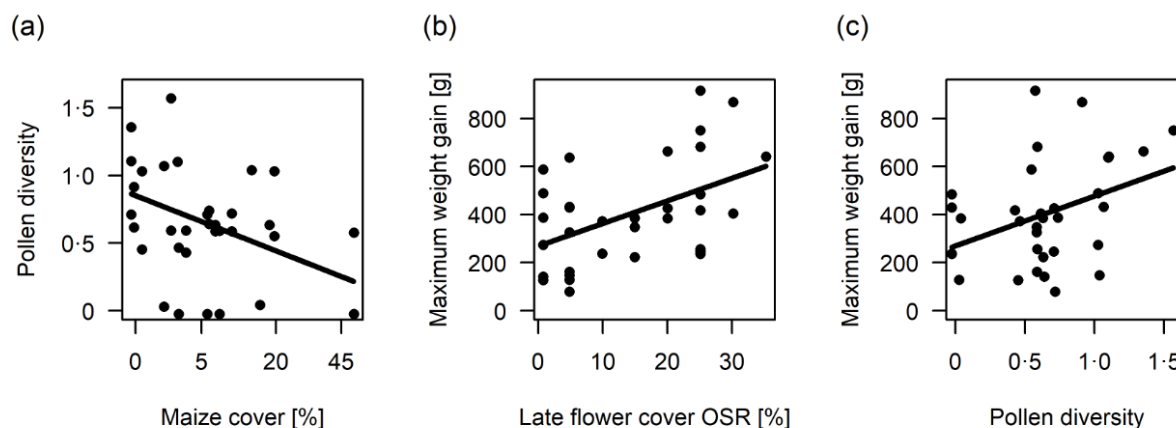 (a)
Pollen diversity
1·5
1·0
0·5
0
0 5 20 45
Maize cover [%]
(b)
Maximum weight gain [g]
800
600
400
200
0
0 10 20 30
Late flower cover OSR [%]
(c)
Maximum weight gain [g]
800
600
400
200
0
0 0·5 1·0 1·5
Pollen diversity